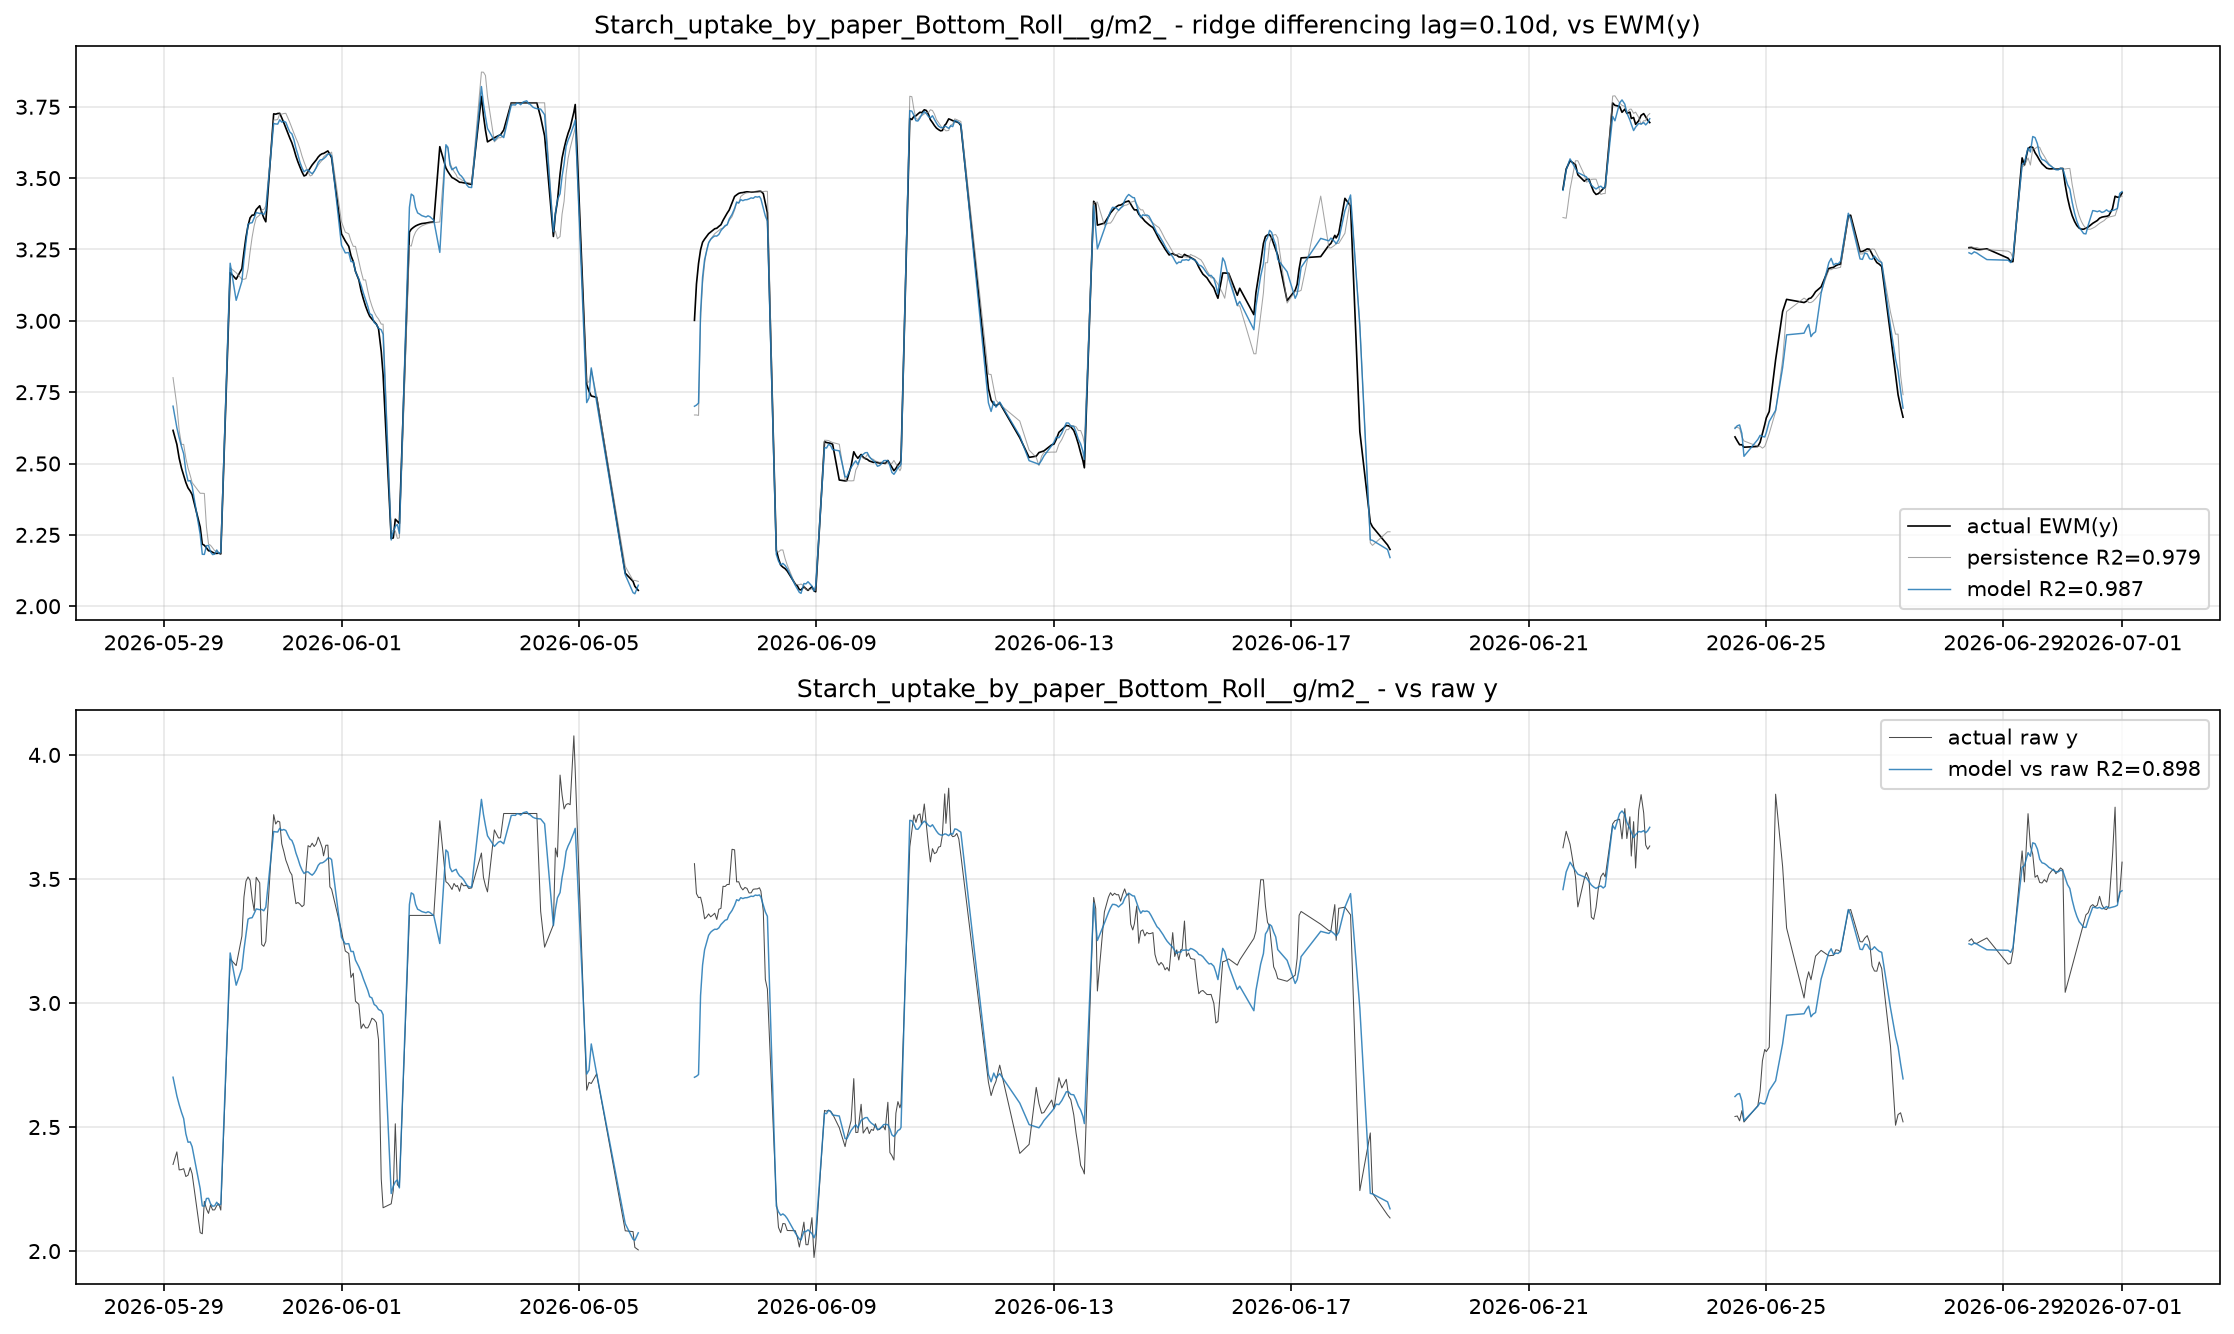 Starch_uptake_by_paper_Bottom_Roll__g/m2_ - ridge differencing lag=0.10d, vs EWM(y)
3.75
3.50
3.25
3.00
2.75
2.50
2.25
2.00
actual EWM(y)
persistence R2=0.979
model R2=0.987
2026-05-29 2026-06-01 2026-06-05 2026-06-09 2026-06-13 2026-06-17 2026-06-21 2026-06-25 2026-06-29 2026-07-01
Starch_uptake_by_paper_Bottom_Roll__g/m2_ - vs raw y
actual raw y
model vs raw R2=0.898
4.0
3.5
3.0
2.5
2.0
2026-05-29 2026-06-01 2026-06-05 2026-06-09 2026-06-13 2026-06-17 2026-06-21 2026-06-25 2026-06-29 2026-07-01